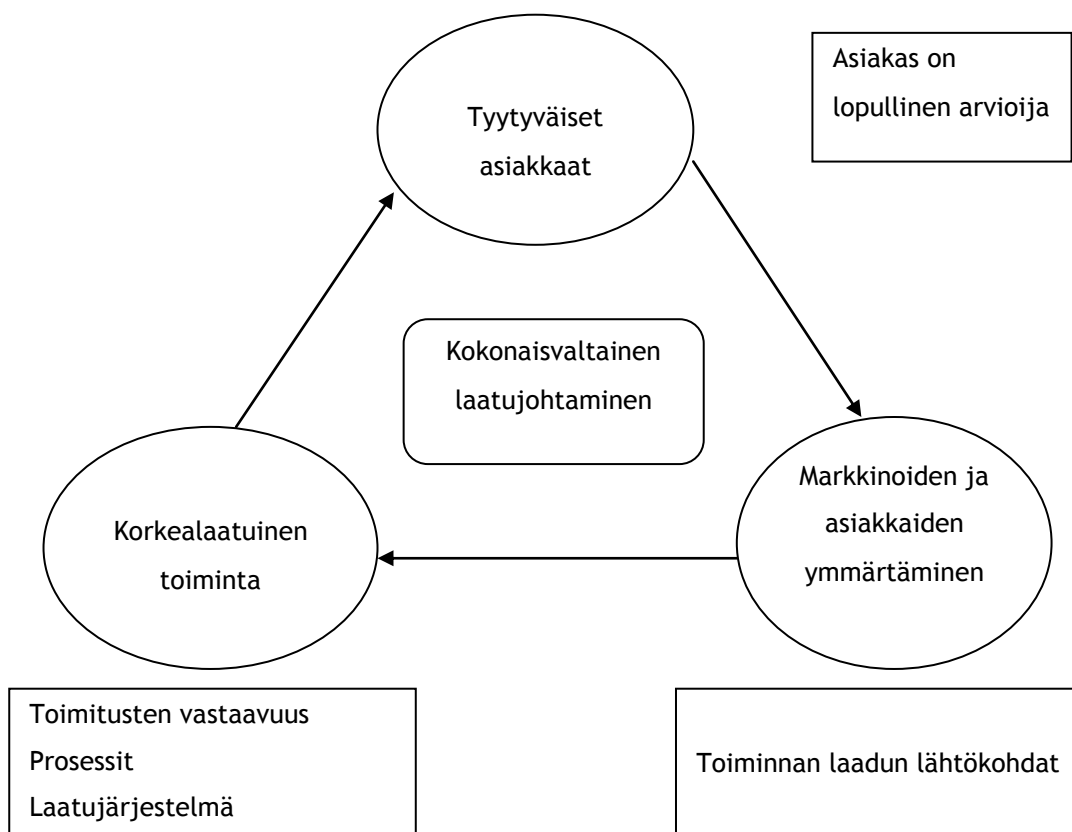 Tyytyväiset
asiakkaat
Asiakas on
lopullinen arvioija
Kokonaisvaltainen
laatujohtaminen
Korkealaatuinen
toiminta
Markkinoiden ja
asiakkaiden
ymmärtäminen
Toimitusten vastaavuus
Prosessit
Laatujärjestelmä
Toiminnan laadun lähtökohdat